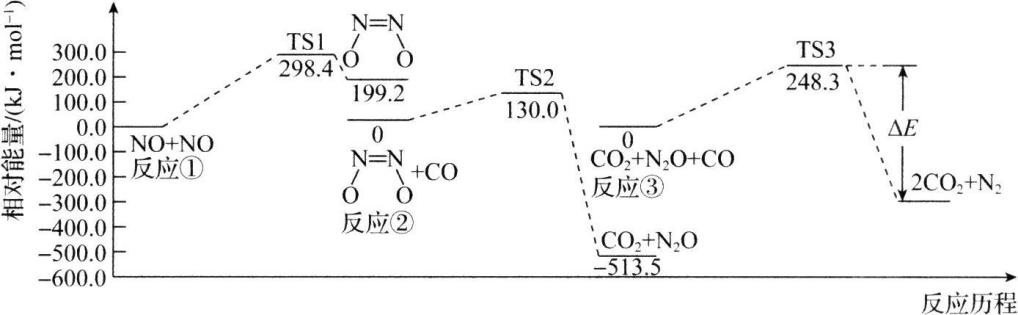 相对能量/(kJ·mol⁻¹)
300.0
200.0
100.0
0.0
-100.0
-200.0
-300.0
-400.0
-500.0
-600.0
NO+NO
反应①
TS1
298.4
N=N
O O
199.2
0
N=N
O O +CO
反应②
TS2
130.0
CO₂+N₂O
-513.5
0
CO₂+N₂O+CO
反应③
TS3
248.3
ΔE
2CO₂+N₂
反应历程